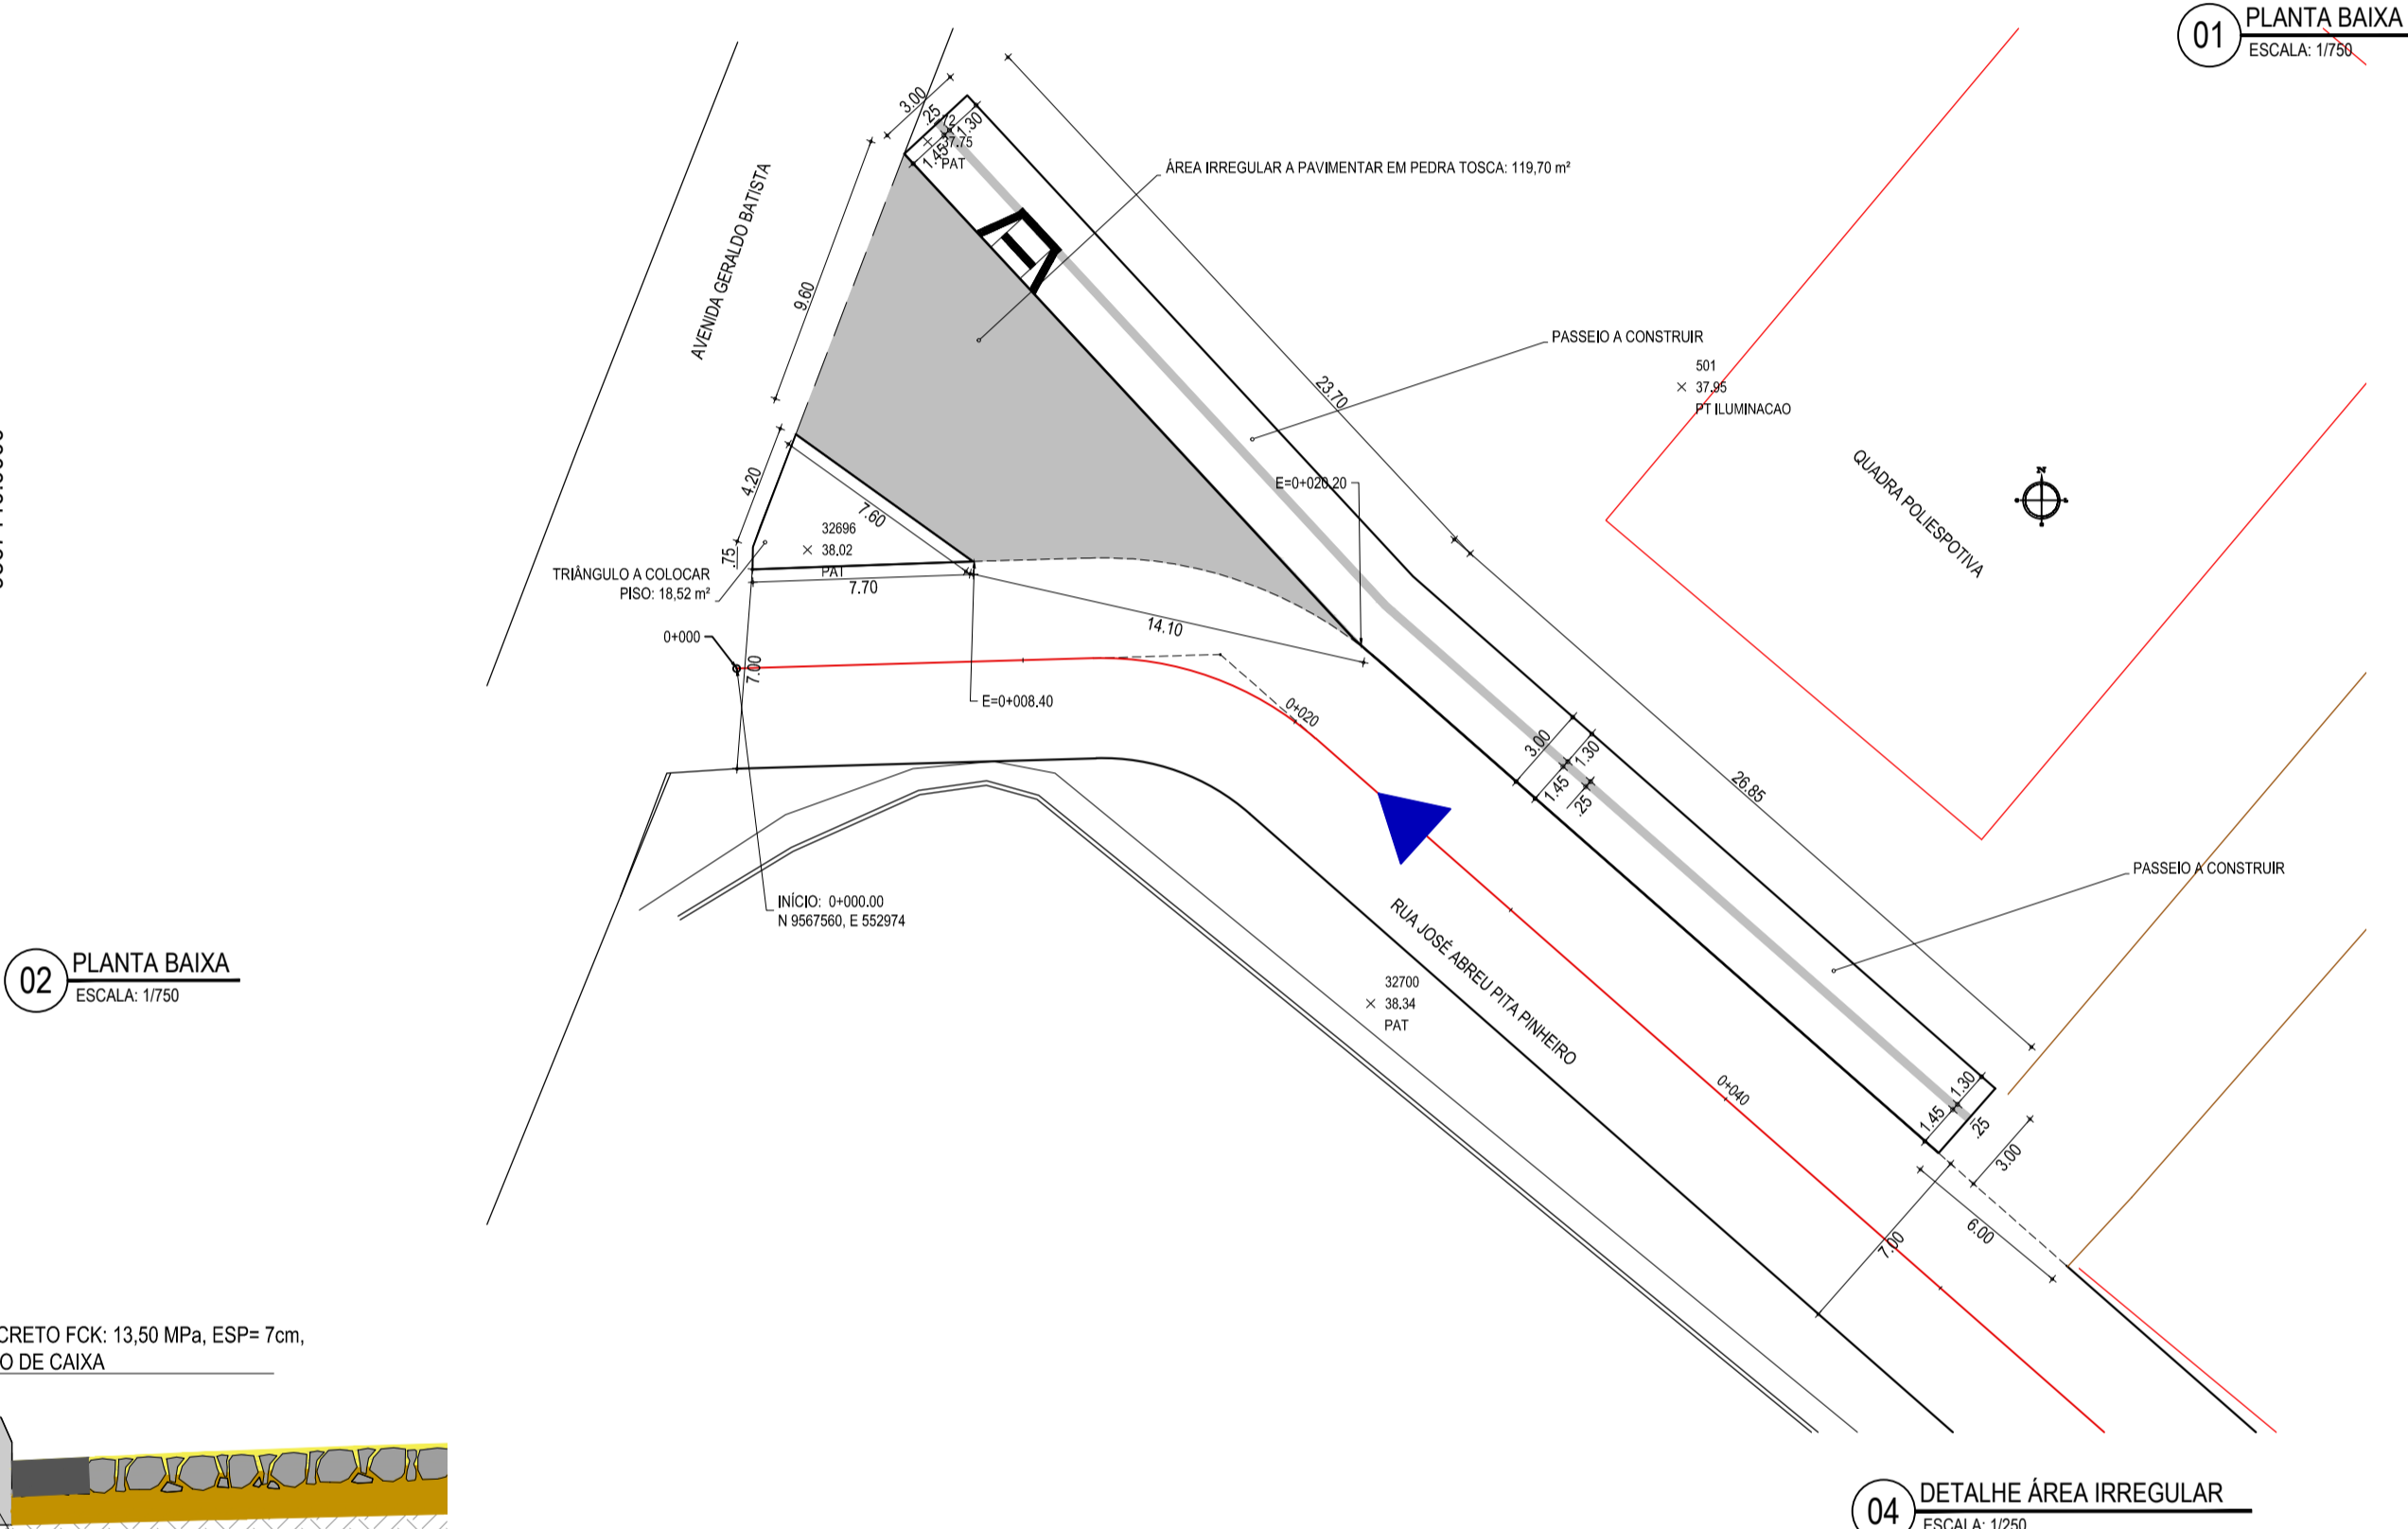 01 PLANTA BAIXA
ESCALA: 1/750
3.00
.25
1.30
37.75
1.45
PAT
ÁREA IRREGULAR A PAVIMENTAR EM PEDRA TOSCA: 119,70 m²
AVENIDA GERALDO BATISTA
9.60
PASSEIO A CONSTRUIR
501
37.95
PT ILUMINACAO
23.70
QUADRA POLIESPOTIVA
N
E=0+020.20
4.20
7.60
32696
38.02
PAT
.75
TRIÂNGULO A COLOCAR
PISO: 18,52 m²
7.70
14.10
0+000
7.00
E=0+008.40
0+020
3.00
1.30
1.45
.25
26.85
PASSEIO A CONSTRUIR
INÍCIO: 0+000.00
N 9567560, E 552974
RUA JOSÉ ABREU PITA PINHEIRO
32700
38.34
PAT
02 PLANTA BAIXA
ESCALA: 1/750
0+040
1.30
1.45
.25
3.00
6.00
7.00
CRETO FCK: 13,50 MPa, ESP= 7cm,
O DE CAIXA
04 DETALHE ÁREA IRREGULAR
ESCALA: 1/250